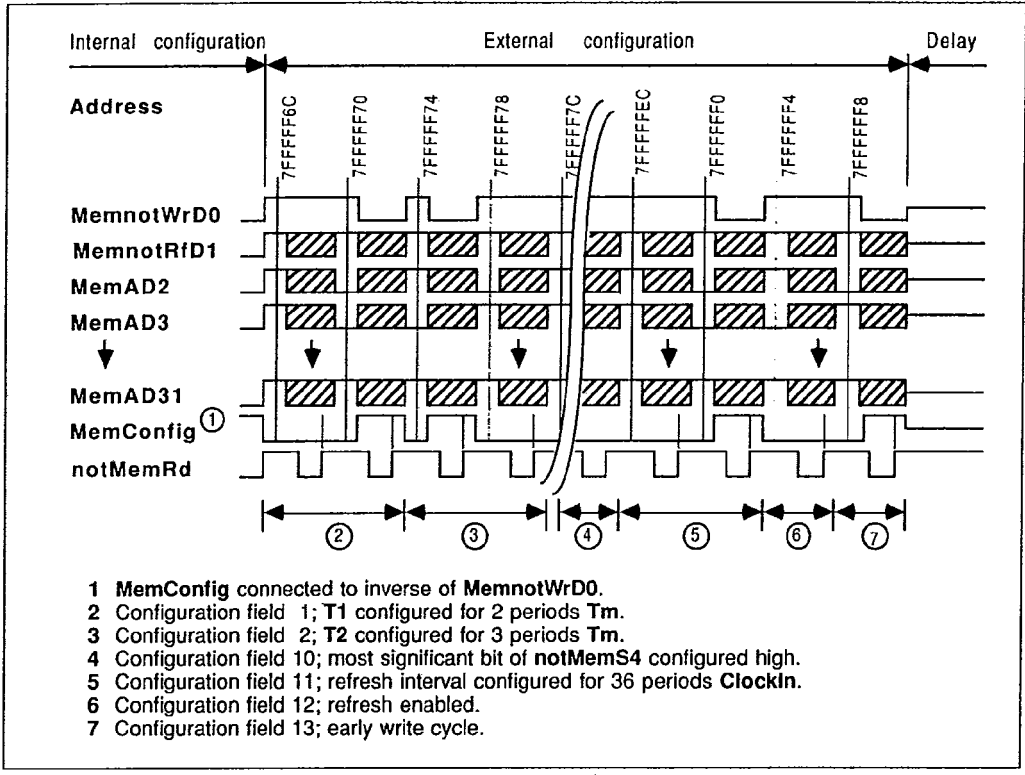 Internal configuration External configuration Delay
Address
7FFFFF6C
7FFFFF70
7FFFFF74
7FFFFF78
7FFFFF7C
7FFFFFEC
7FFFFFF0
7FFFFFF4
7FFFFFF8
MemnotWrD0
MemnotRfD1
MemAD2
MemAD3
MemAD31
MemConfig 1
notMemRd
2 3 4 5 6 7
1 MemConfig connected to inverse of MemnotWrD0.
2 Configuration field 1; T1 configured for 2 periods Tm.
3 Configuration field 2; T2 configured for 3 periods Tm.
4 Configuration field 10; most significant bit of notMemS4 configured high.
5 Configuration field 11; refresh interval configured for 36 periods ClockIn.
6 Configuration field 12; refresh enabled.
7 Configuration field 13; early write cycle.